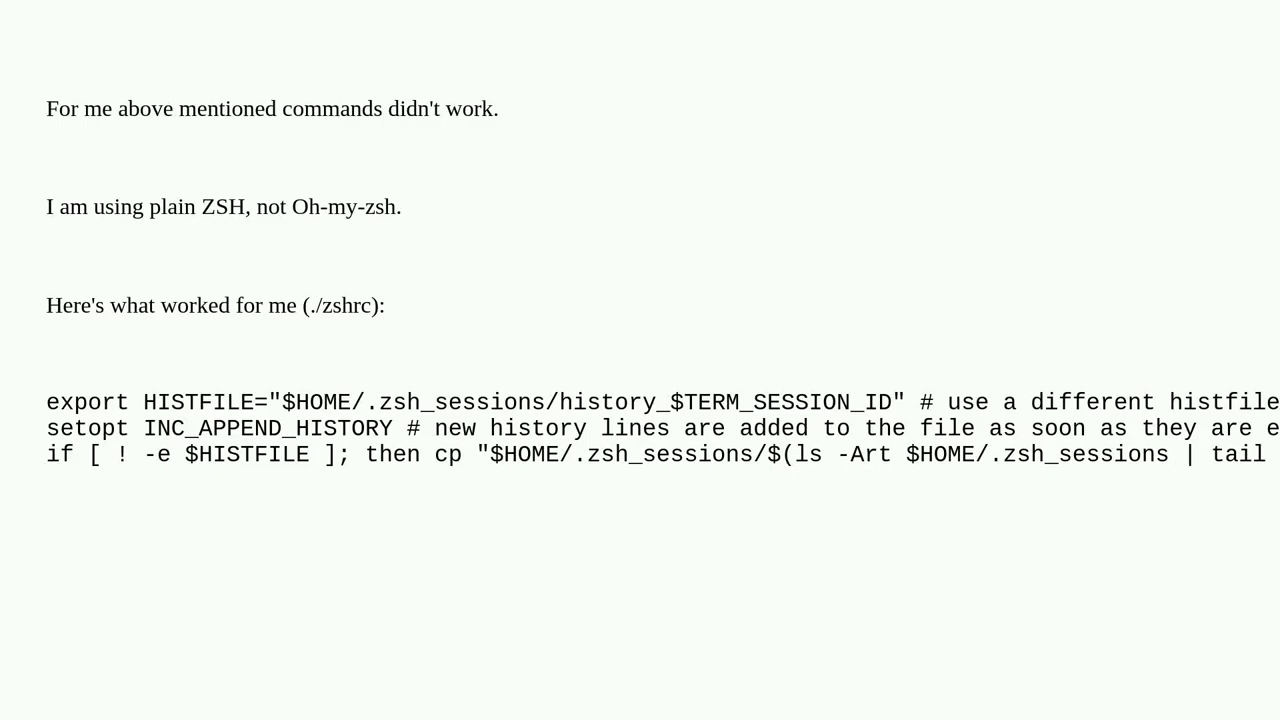 For me above mentioned commands didn't work.
I am using plain ZSH, not Oh-my-zsh.
Here's what worked for me (./zshrc):
export HISTFILE="$HOME/.zsh_sessions/history_$TERM_SESSION_ID" # use a different histfile
setopt INC_APPEND_HISTORY # new history lines are added to the file as soon as they are e
if [ ! -e $HISTFILE ]; then cp "$HOME/.zsh_sessions/$(ls -Art $HOME/.zsh_sessions | tail